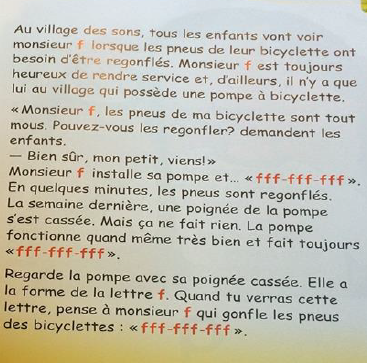 Au village des sons, tous les enfants vont voir
monsieur f lorsque les pneus de leur bicyclette ont
besoin d'être regonflés. Monsieur f est toujours
heureux de rendre service et, d'ailleurs, il n'y a que
lui au village qui possède une pompe à bicyclette.
« Monsieur f, les pneus de ma bicyclette sont tout
mous. Pouvez-vous les regonfler? demandent les
enfants.
— Bien sûr, mon petit, viens!»
Monsieur f installe sa pompe et... « fff-fff-fff ».
En quelques minutes, les pneus sont regonflés.
La semaine dernière, une poignée de la pompe
s'est cassée. Mais ça ne fait rien. La pompe
fonctionne quand même très bien et fait toujours
« fff-fff-fff ».
Regarde la pompe avec sa poignée cassée. Elle a
la forme de la lettre f. Quand tu verras cette
lettre, pense à monsieur f qui gonfle les pneus
des bicyclettes : « fff-fff-fff ».